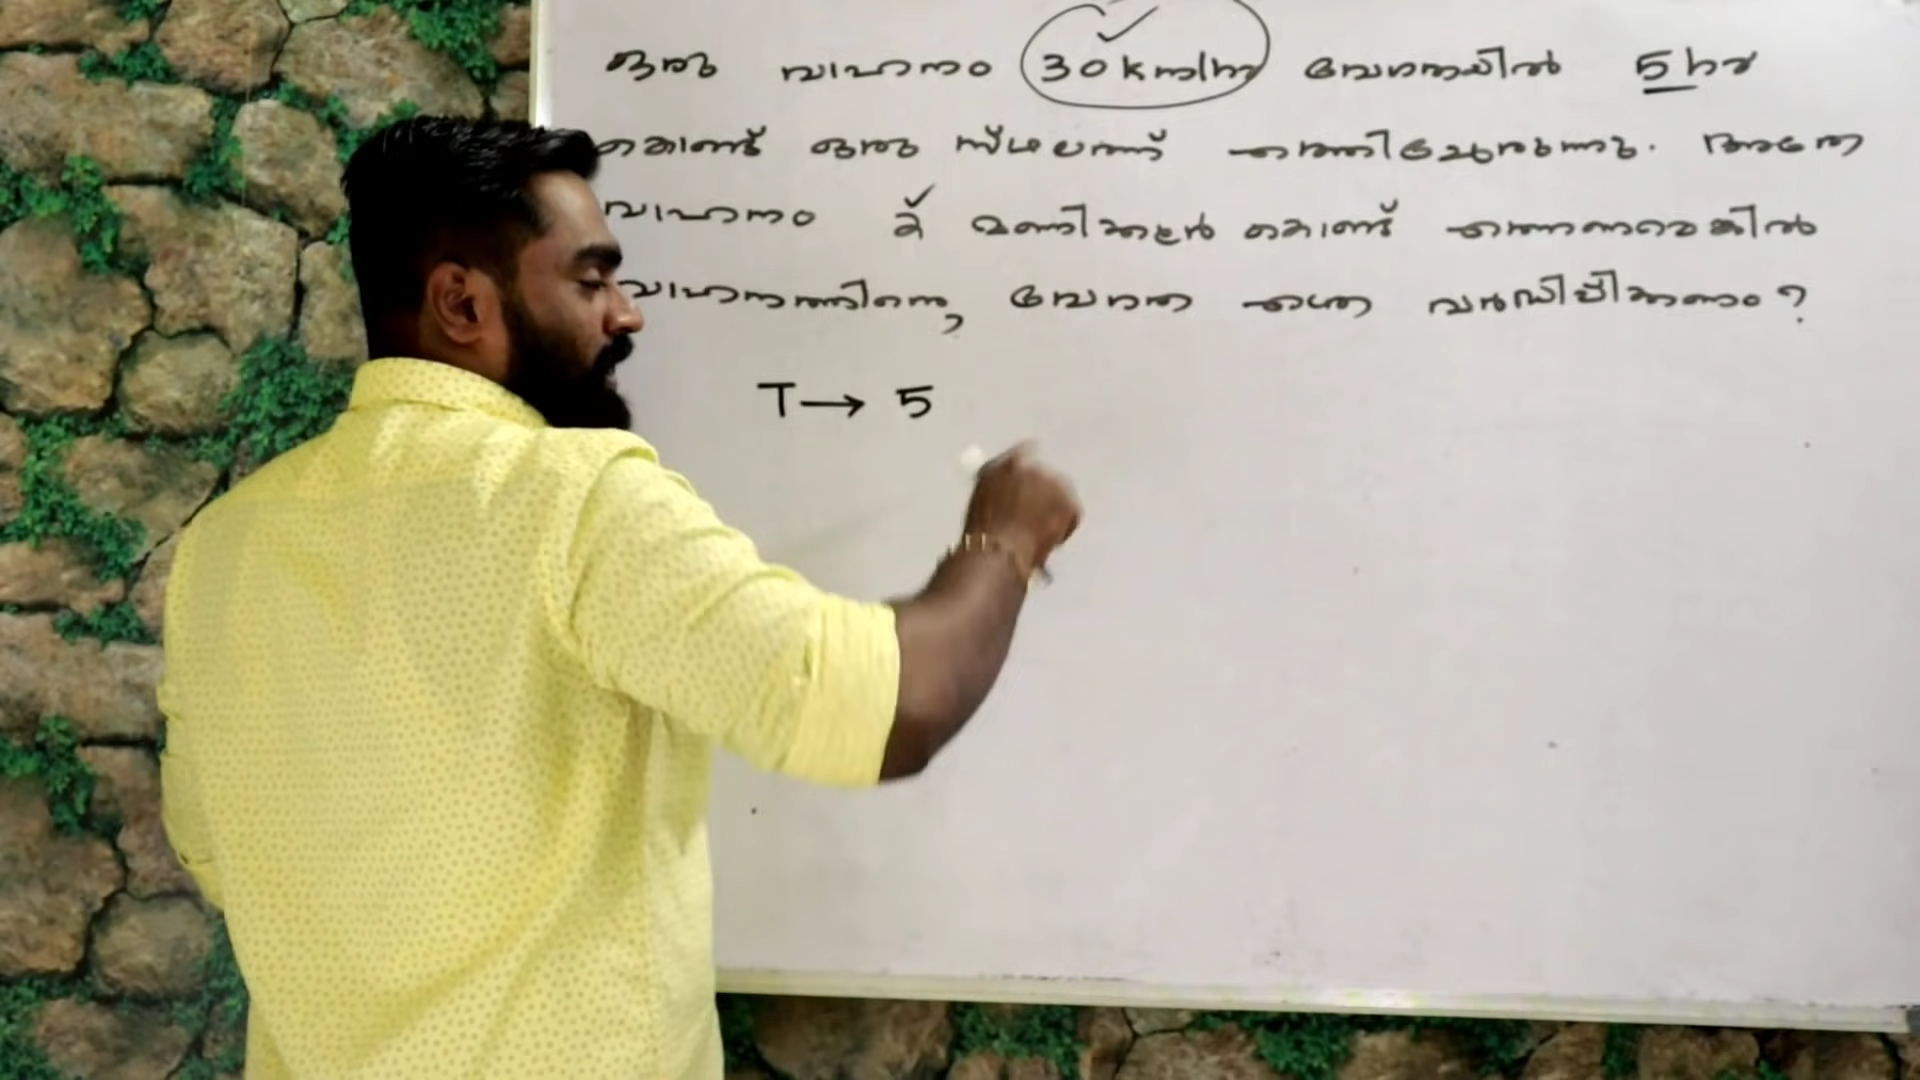 ഒരു വാഹനം 30km/hr വേഗതയിൽ 5hr
കൊണ്ട് ഒരു സ്ഥലത്ത് എത്തിച്ചേരുന്നു. അതേ
വാഹനം 2 മണിക്കൂർ കൊണ്ട് എത്തണമെങ്കിൽ
വാഹനത്തിന്റെ വേഗത എത്ര വർദ്ധിപ്പിക്കണം?
T→ 5